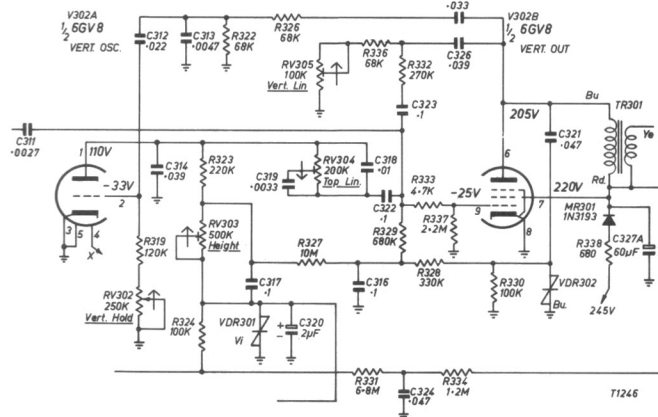 V302A
½ 6GV8
VERT. OSC.
C312
.022
C313
.0047
R322
68K
R326
68K
.033
V302B
½ 6GV8
VERT. OUT
RV305
100K
Vert. Lin
R336
68K
R332
270K
C326
.039
C323
.1
205V
Bu
TR301
Ye
C321
.047
C311
.0027
1
110V
C314
.039
R323
220K
C319
.0033
RV304
200K
Top Lin.
C318
.01
6
Rd.
-33V
2
C322
.1
R333
4.7K
-25V
9
7
220V
3
5
4
X
R319
120K
RV303
500K
Height
R329
680K
R337
2.2M
8
MR301
1N3193
R338
680
C327A
60µF
RV302
250K
Vert. Hold
C317
.1
R327
10M
C316
.1
R328
330K
R330
100K
VDR302
Bu.
245V
R324
100K
VDR301
Vi
+
-
C320
2µF
R331
6.8M
C324
.047
R334
1.2M
T1246